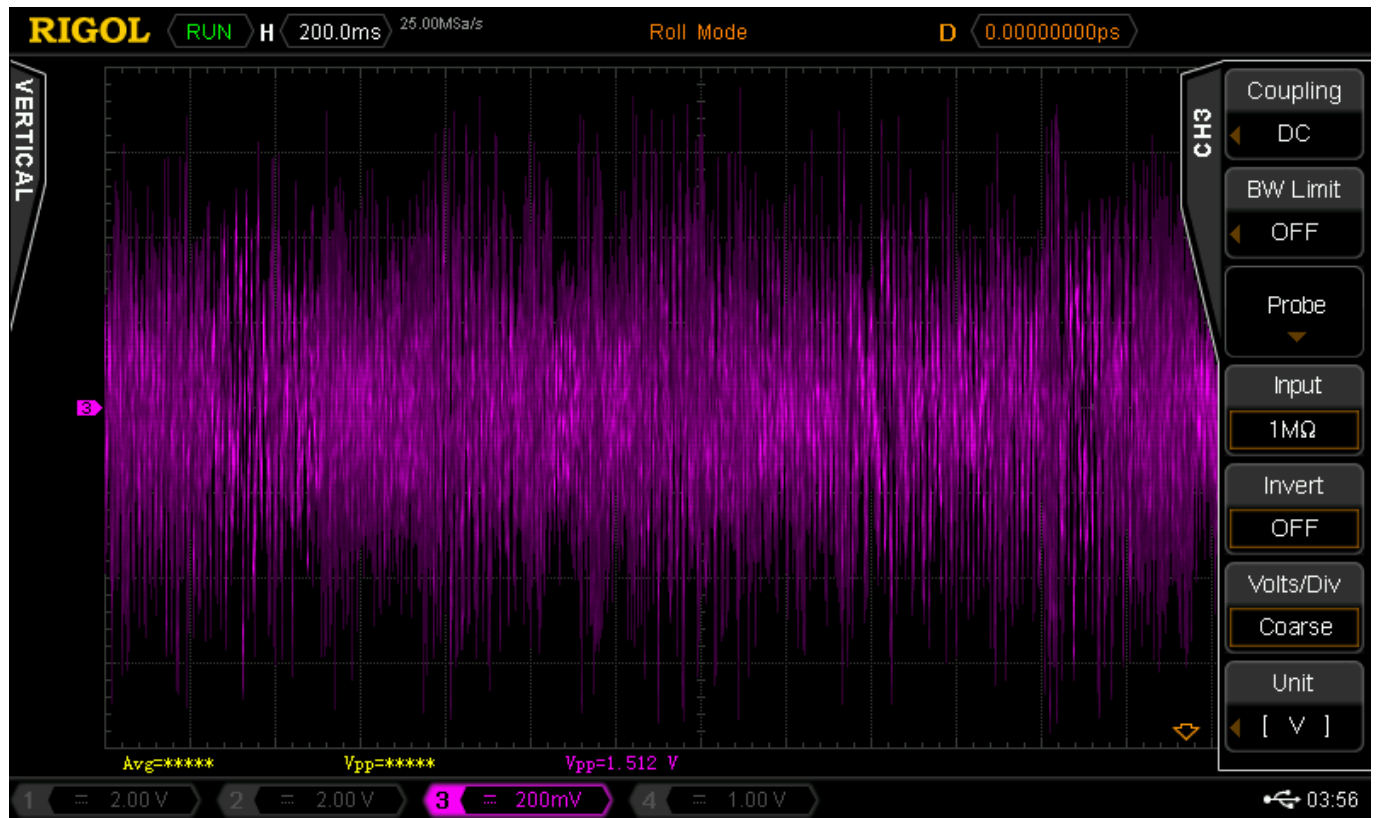 RIGOL RUN H 200.0ms 25.00MSa/s Roll Mode D 0.00000000ps
VERTICAL
CH3
Coupling
DC
BW Limit
OFF
Probe
Input
1MΩ
Invert
OFF
Volts/Div
Coarse
Unit
[ V ]
3
Avg=***** Vpp=***** Vpp=1.512 V
1 = 2.00 V 2 = 2.00 V 3 = 200mV 4 = 1.00 V 03:56